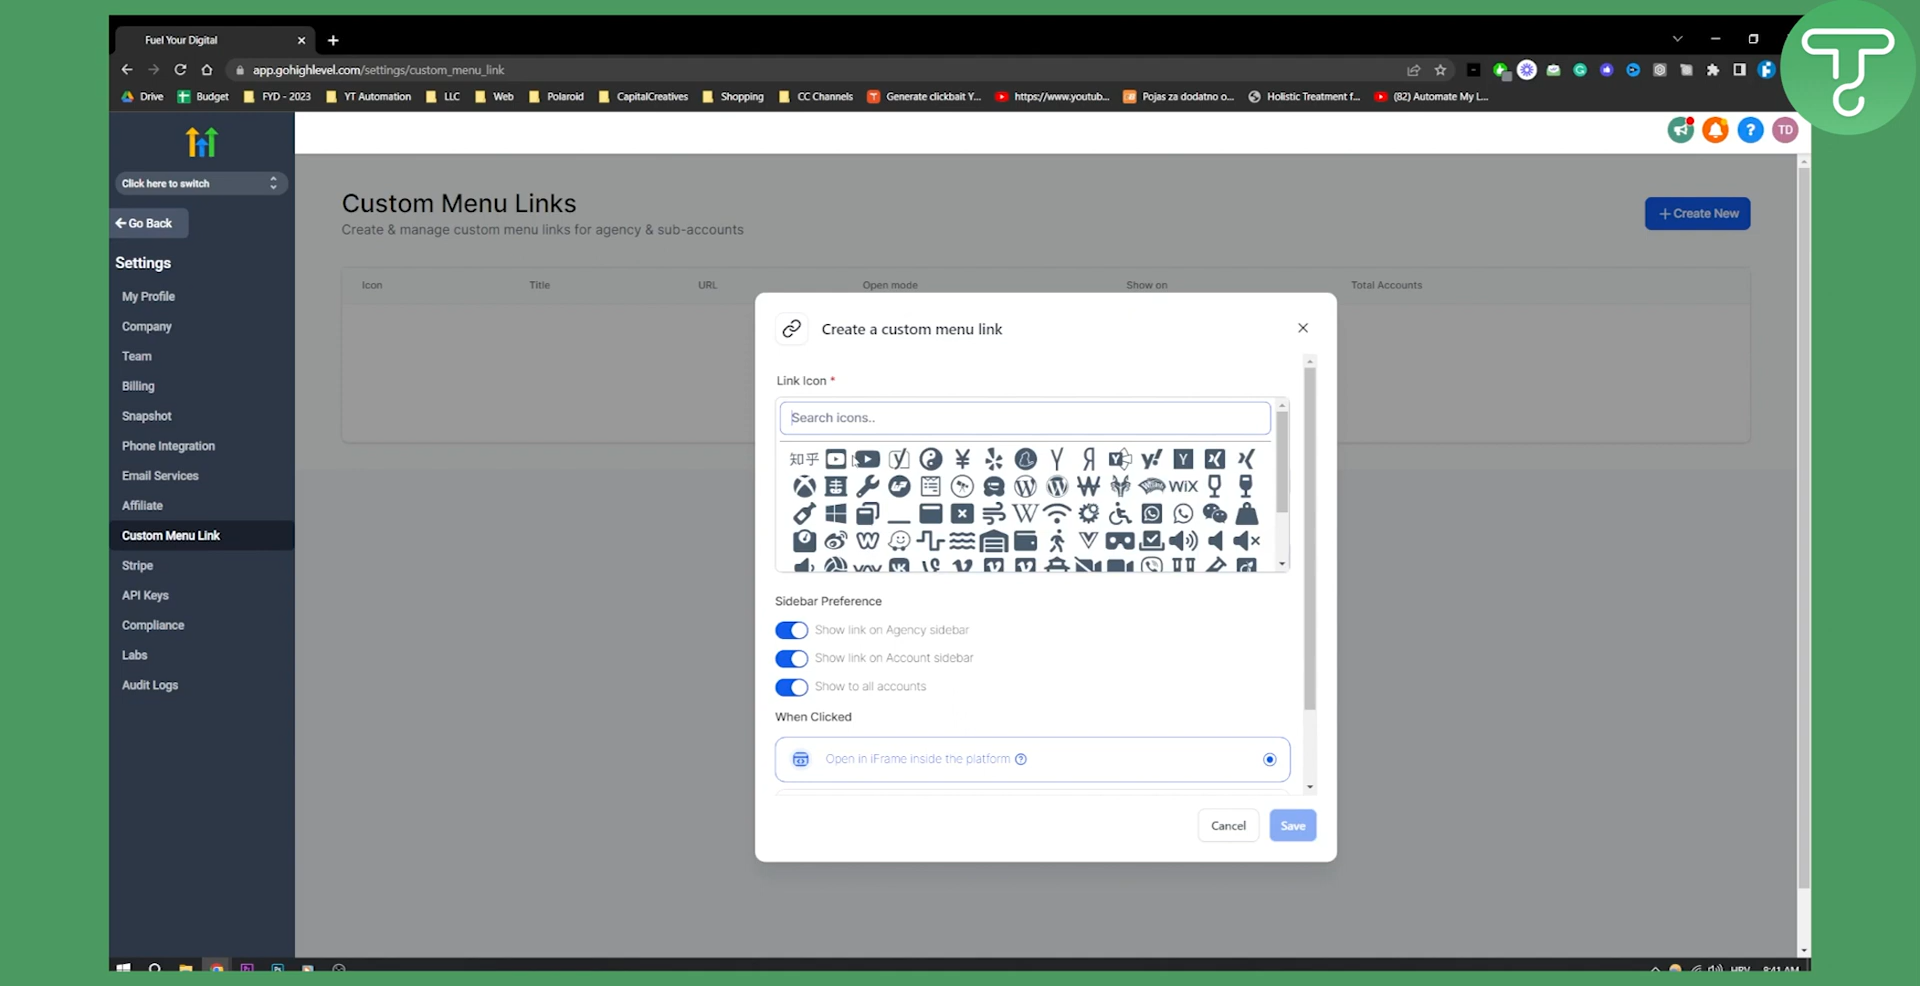 Fuel Your Digital
app.gohighlevel.com/settings/custom_menu_link
Drive
Budget
FYD - 2023
YT Automation
LLC
Web
Polaroid
CapitalCreatives
Shopping
CC Channels
Generate clickbait Y...
https://www.youtub...
Pojas za dodatno o...
Holistic Treatment f...
(82) Automate My L...
TD
Click here to switch
Go Back
Settings
My Profile
Company
Team
Billing
Snapshot
Phone Integration
Email Services
Affiliate
Custom Menu Link
Stripe
API Keys
Compliance
Labs
Audit Logs
Custom Menu Links
Create & manage custom menu links for agency & sub-accounts
+ Create New
Icon
Title
URL
Open mode
Show on
Total Accounts
Create a custom menu link
Link Icon *
Search icons..
知乎
WiX
Sidebar Preference
Show link on Agency sidebar
Show link on Account sidebar
Show to all accounts
When Clicked
Open in iFrame inside the platform
Cancel
Save
HRV
8:41 AM